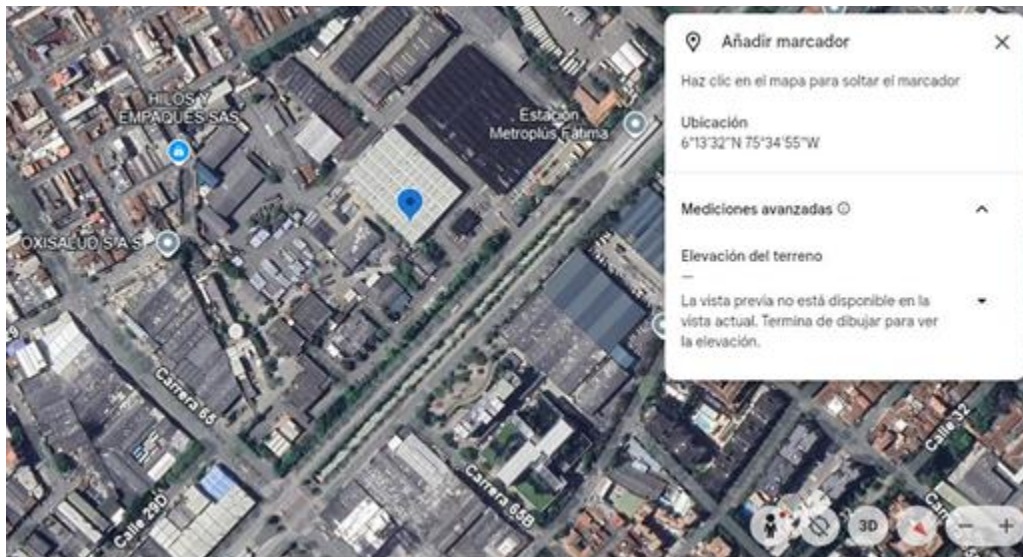 HILOS Y
EMPAQUES SAS
Estación
Metroplús Fátima
OXISALUD S A S
Carrera 65
Calle 29D
Carrera 65B
Calle 32
Añadir marcador
Haz clic en el mapa para soltar el marcador
Ubicación
6°13'32"N 75°34'55"W
Mediciones avanzadas
Elevación del terreno
—
La vista previa no está disponible en la
vista actual. Termina de dibujar para ver
la elevación.
3D